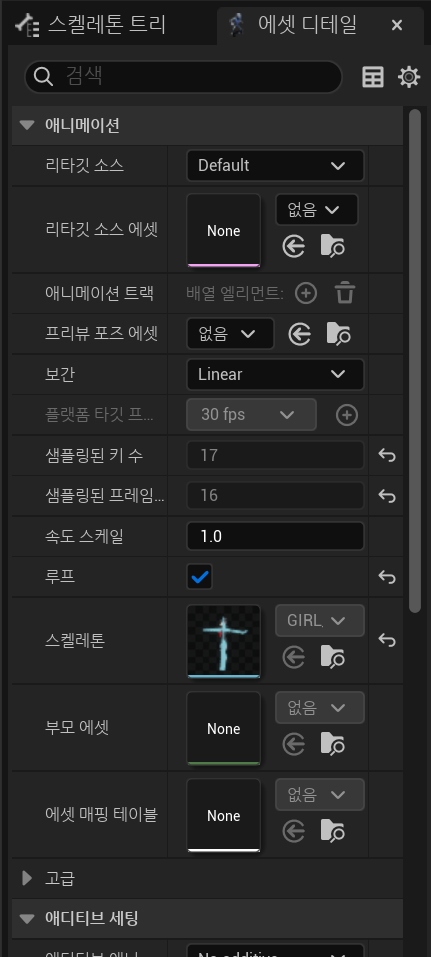 스켈레톤 트리
에셋 디테일
검색
애니메이션
리타깃 소스
Default
리타깃 소스 에셋
None
없음
애니메이션 트랙
배열 엘리먼트:
프리뷰 포즈 에셋
없음
보간
Linear
플랫폼 타깃 프...
30 fps
샘플링된 키 수
17
샘플링된 프레임...
16
속도 스케일
1.0
루프
스켈레톤
GIRL
부모 에셋
None
없음
에셋 매핑 테이블
None
없음
고급
애디티브 세팅
No additive